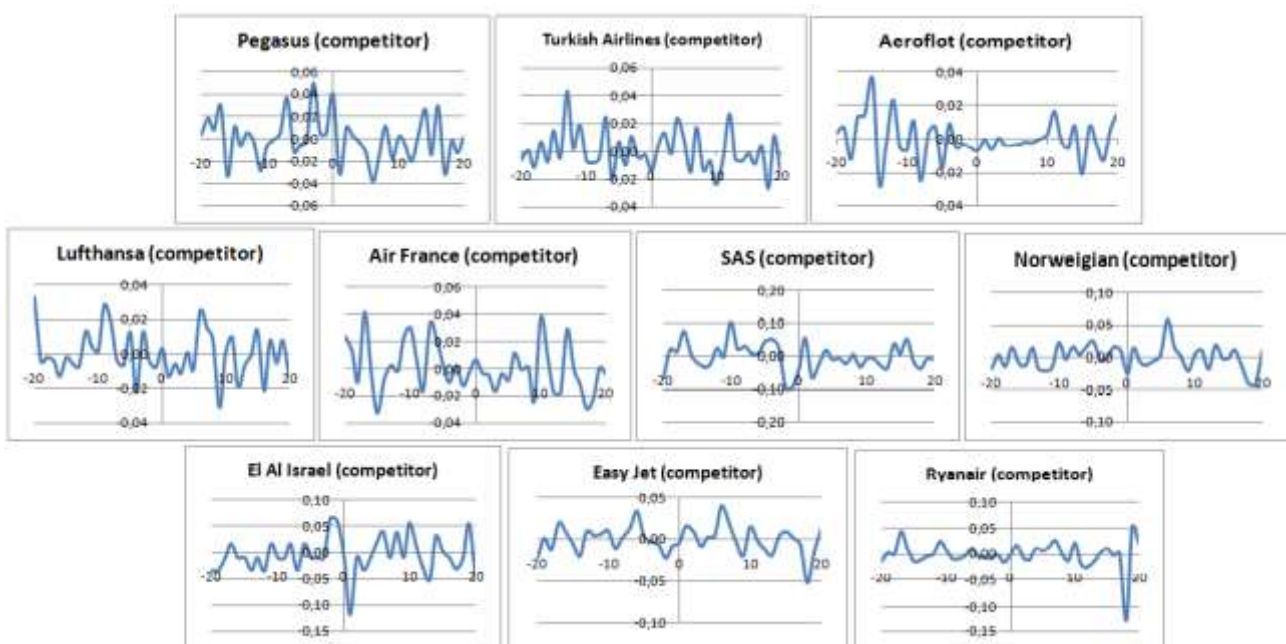 Pegasus (competitor)
0,06
0,04
0,02
0,00
-20 -10 0 10 20
-0,02
-0,04
-0,06
Turkish Airlines (competitor)
0,06
0,04
0,02
0,00
-20 -10 0 10 20
-0,02
-0,04
Aeroflot (competitor)
0,04
0,02
0,00
-20 -10 0 10 20
-0,02
-0,04
Lufthansa (competitor)
0,04
0,02
0,00
-20 -10 0 10 20
-0,02
-0,04
Air France (competitor)
0,06
0,04
0,02
0,00
-20 -10 0 10 20
-0,02
-0,04
SAS (competitor)
0,20
0,10
0,00
-20 -10 0 10 20
-0,10
-0,20
Norweigian (competitor)
0,10
0,05
0,00
-20 -10 0 10 20
-0,05
-0,10
El Al Israel (competitor)
0,10
0,05
0,00
-20 -10 0 10 20
-0,05
-0,10
-0,15
Easy Jet (competitor)
0,05
0,00
-20 -10 0 10 20
-0,05
-0,10
Ryanair (competitor)
0,10
0,05
0,00
-20 -10 0 10 20
-0,05
-0,10
-0,15